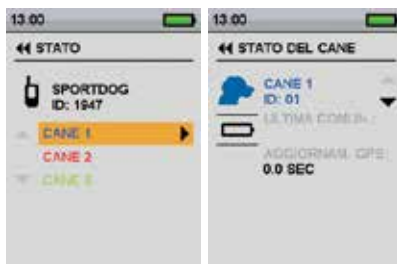 13:00
◄◄ STATO
SPORTDOG
ID: 1947
CANE 1
CANE 2
CANE 3
13:00
◄◄ STATO DEL CANE
CANE 1
ID: 01
ULTIMA COMUN.:
AGGIORNAM. GPS:
0.0 SEC